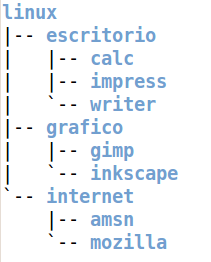 linux
|-- escritorio
|   |-- calc
|   |-- impress
|   `-- writer
|-- grafico
|   |-- gimp
|   `-- inkscape
`-- internet
    |-- amsn
    `-- mozilla